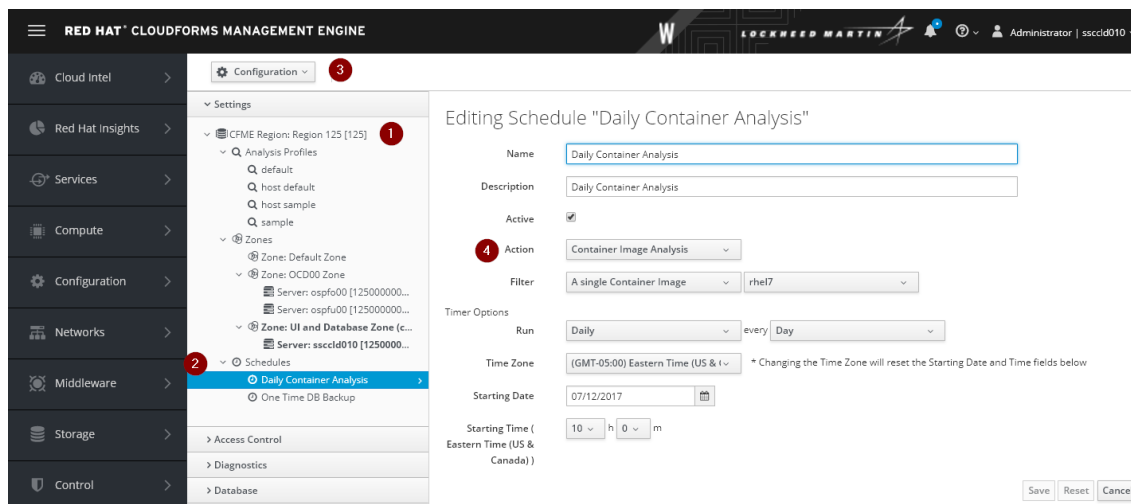 RED HAT® CLOUDFORMS MANAGEMENT ENGINE
W
LOCKHEED MARTIN
Administrator | ssccld010
Cloud Intel
Red Hat Insights
Services
Compute
Configuration
Networks
Middleware
Storage
Control
Configuration
3
Settings
CFME Region: Region 125 [125]
1
Analysis Profiles
default
host default
host sample
sample
Zones
Zone: Default Zone
Zone: OCD00 Zone
Server: ospfo00 [125000000...
Server: ospfu00 [125000000...
Zone: UI and Database Zone (c...
Server: ssccld010 [1250000...
2
Schedules
Daily Container Analysis
One Time DB Backup
Access Control
Diagnostics
Database
Editing Schedule "Daily Container Analysis"
Name Daily Container Analysis
Description Daily Container Analysis
Active
4 Action Container Image Analysis
Filter A single Container Image rhel7
Timer Options
Run Daily every Day
Time Zone (GMT-05:00) Eastern Time (US & * Changing the Time Zone will reset the Starting Date and Time fields below
Starting Date 07/12/2017
Starting Time (
Eastern Time (US &
Canada) )
10 h 0 m
Save Reset Cance